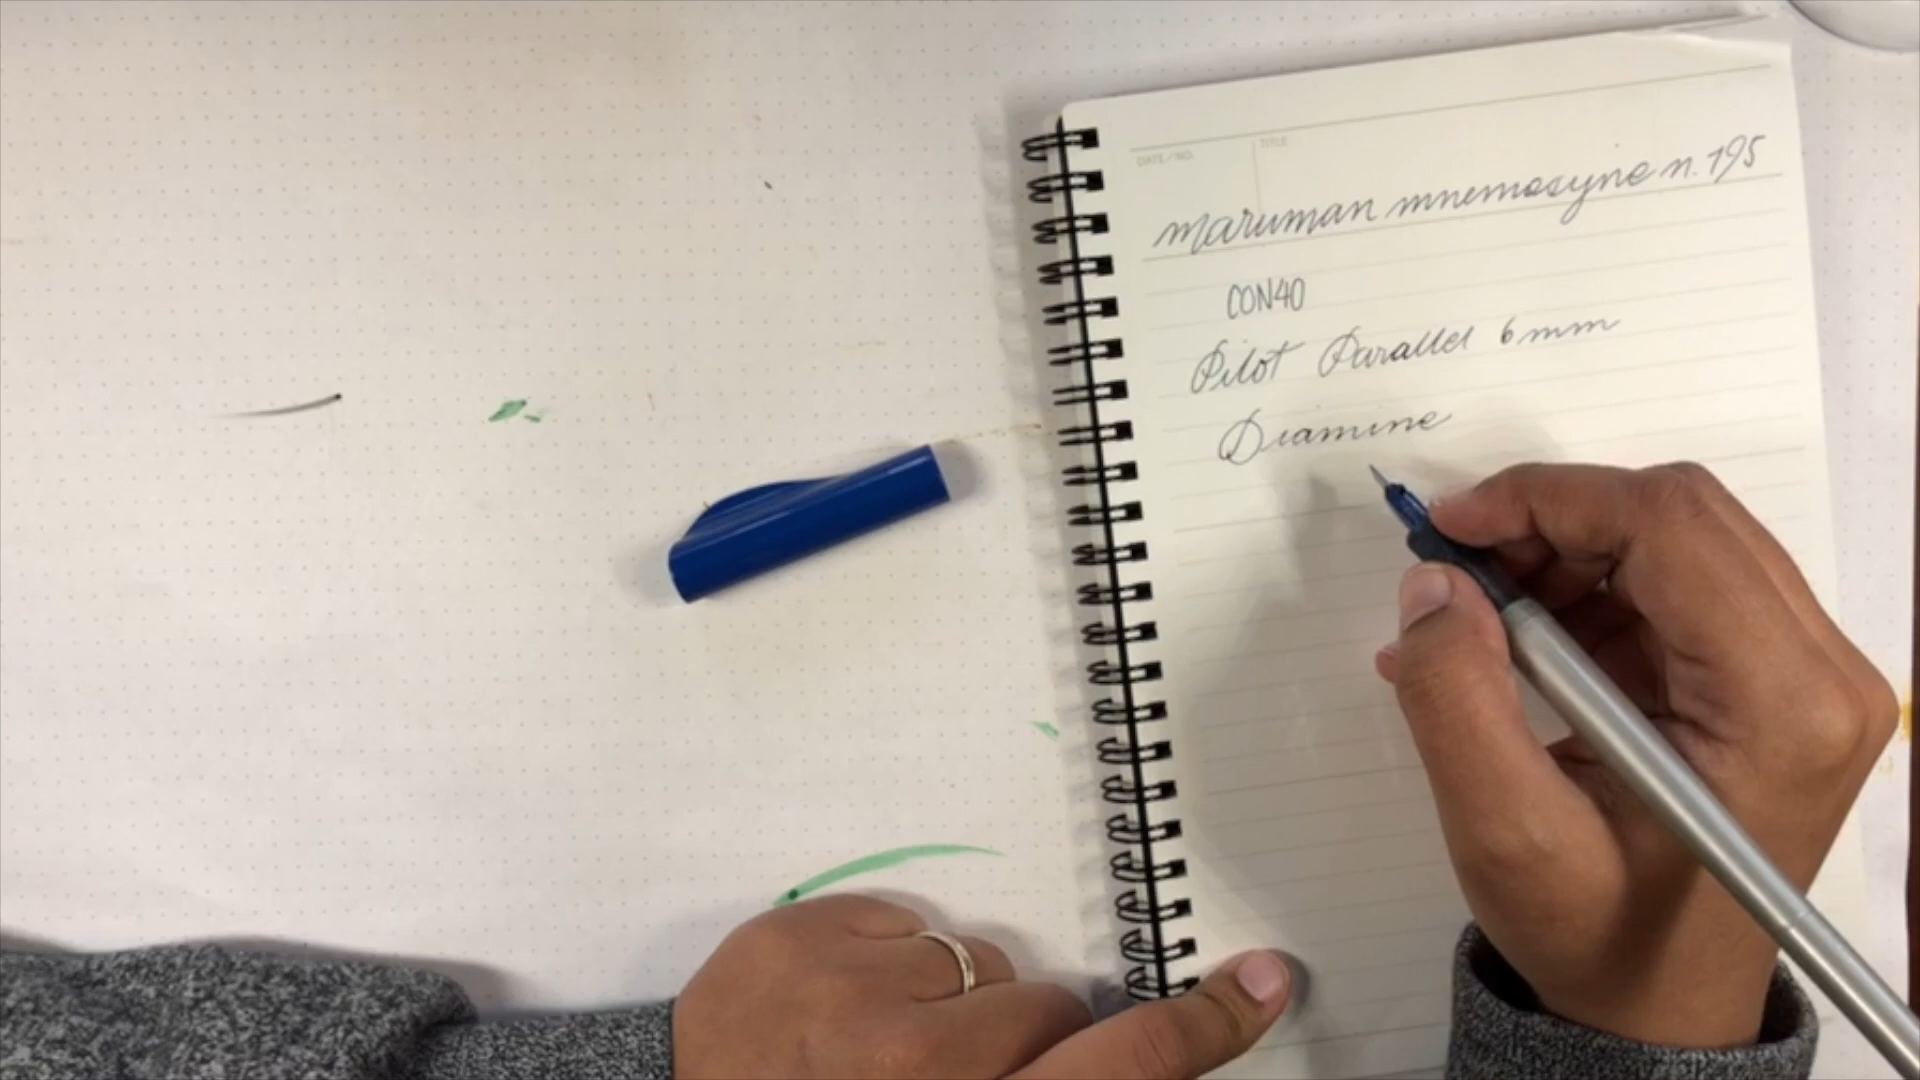 DATE/NO. TITLE
maruman mnemosyne n. 195
CON40
Pilot Parallel 6mm
Diamine